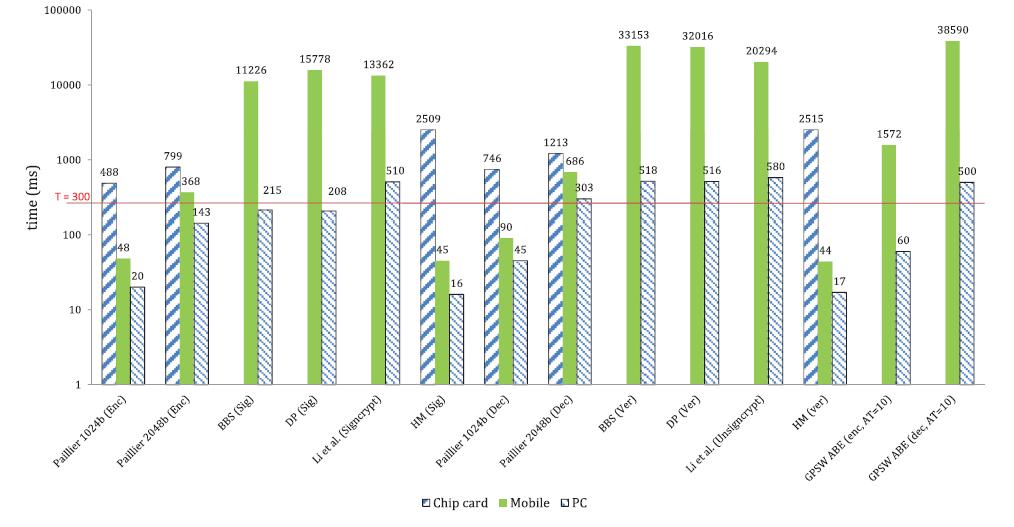 100000
10000
1000
100
10
1
time (ms)
T = 300
488
48
20
799
368
143
11226
215
15778
208
13362
510
2509
45
16
746
90
45
1213
686
303
33153
518
32016
516
20294
580
2515
44
17
1572
60
38590
500
Paillier 1024b (Enc)
Paillier 2048b (Enc)
BBS (Sig)
DP (Sig)
Li et al. (Signcrypt)
HM (Sig)
Paillier 1024b (Dec)
Paillier 2048b (Dec)
BBS (Ver)
DP (Ver)
Li et al. (Unsigncrypt)
HM (ver)
GPSW ABE (enc, AT=10)
GPSW ABE (dec, AT=10)
Chip card Mobile PC